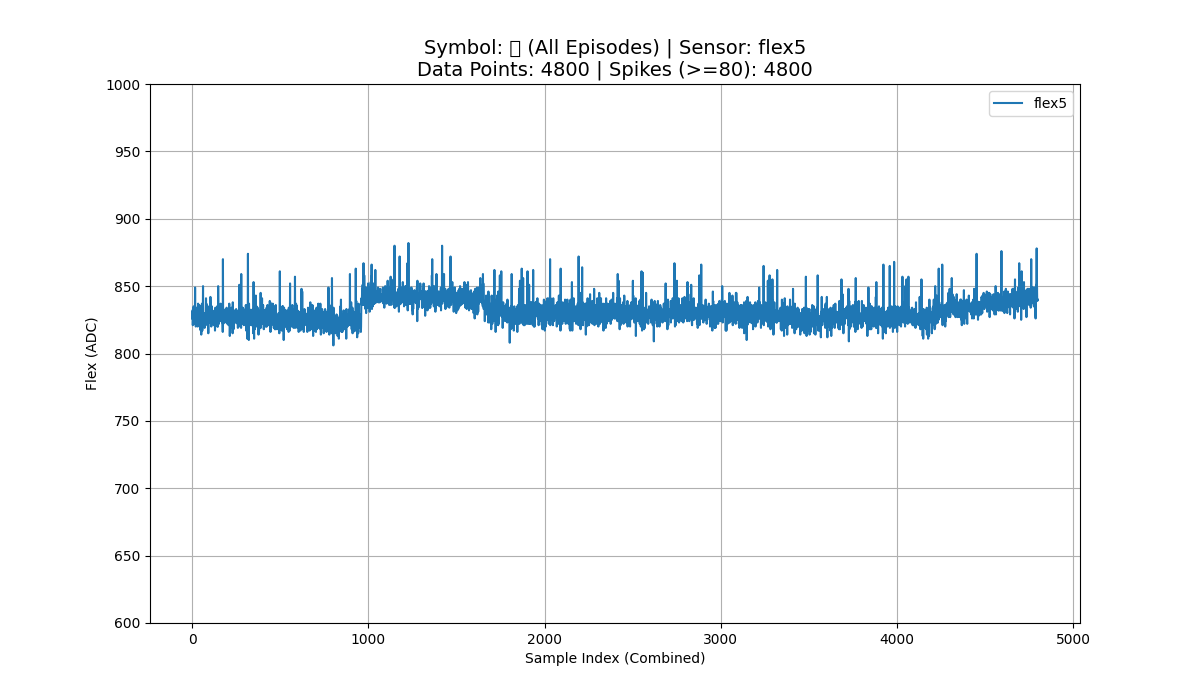 Symbol: (All Episodes) | Sensor: flex5
Data Points: 4800 | Spikes (>=80): 4800
flex5
Flex (ADC)
1000
950
900
850
800
750
700
650
600
0 1000 2000 3000 4000 5000
Sample Index (Combined)